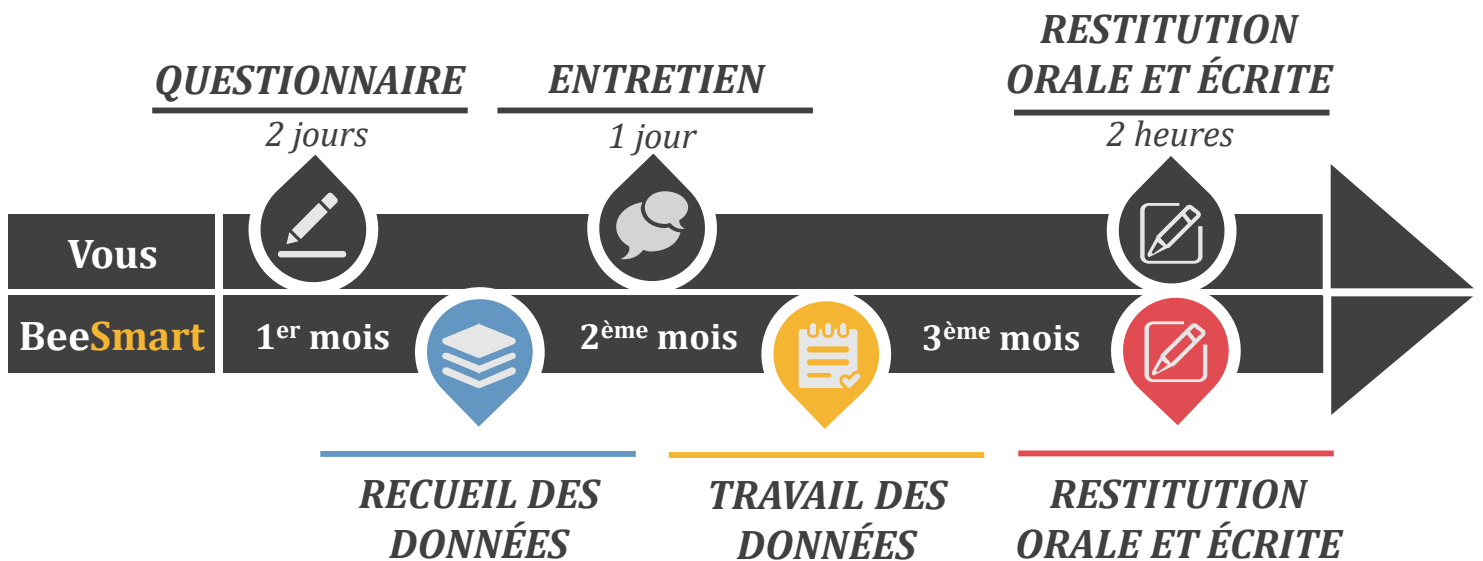 QUESTIONNAIRE
2 jours
ENTRETIEN
1 jour
RESTITUTION
ORALE ET ÉCRITE
2 heures
Vous
BeeSmart
1er mois
2ème mois
3ème mois
RECUEIL DES
DONNÉES
TRAVAIL DES
DONNÉES
RESTITUTION
ORALE ET ÉCRITE